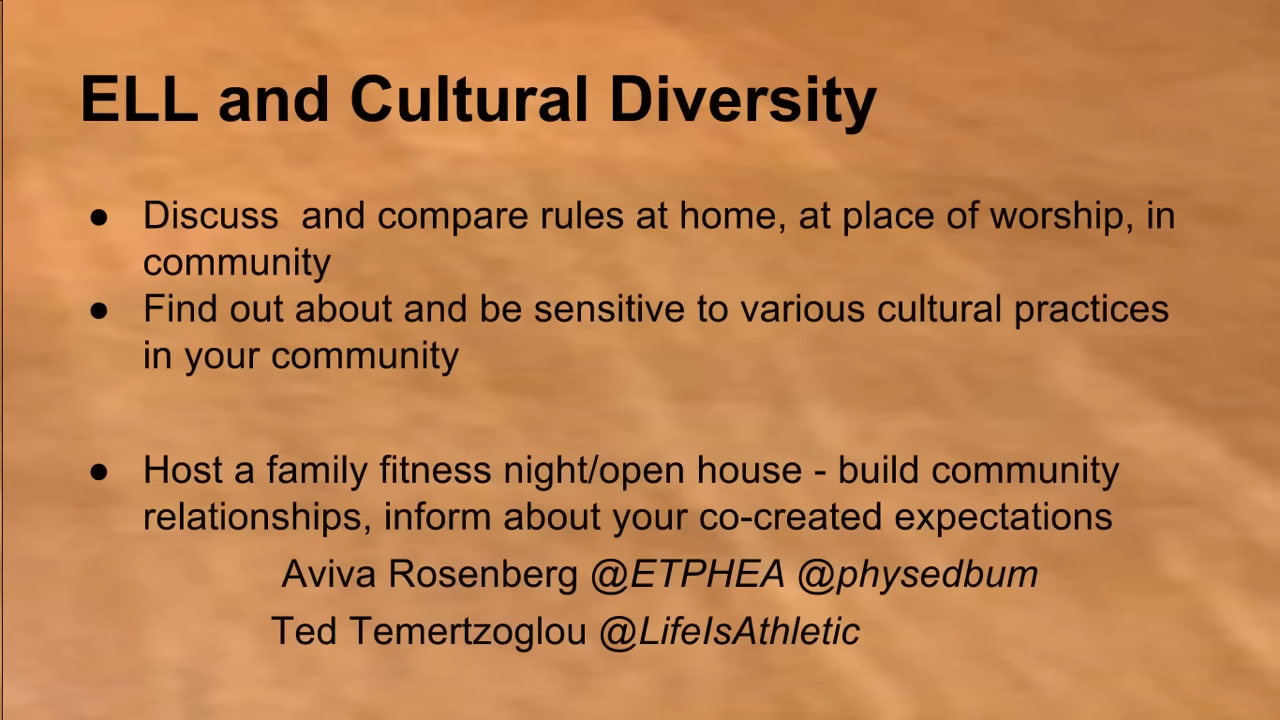 ELL and Cultural Diversity
● Discuss  and compare rules at home, at place of worship, in
community
● Find out about and be sensitive to various cultural practices
in your community
● Host a family fitness night/open house - build community
relationships, inform about your co-created expectations
Aviva Rosenberg @ETPHEA @physedbum
Ted Temertzoglou @LifeIsAthletic